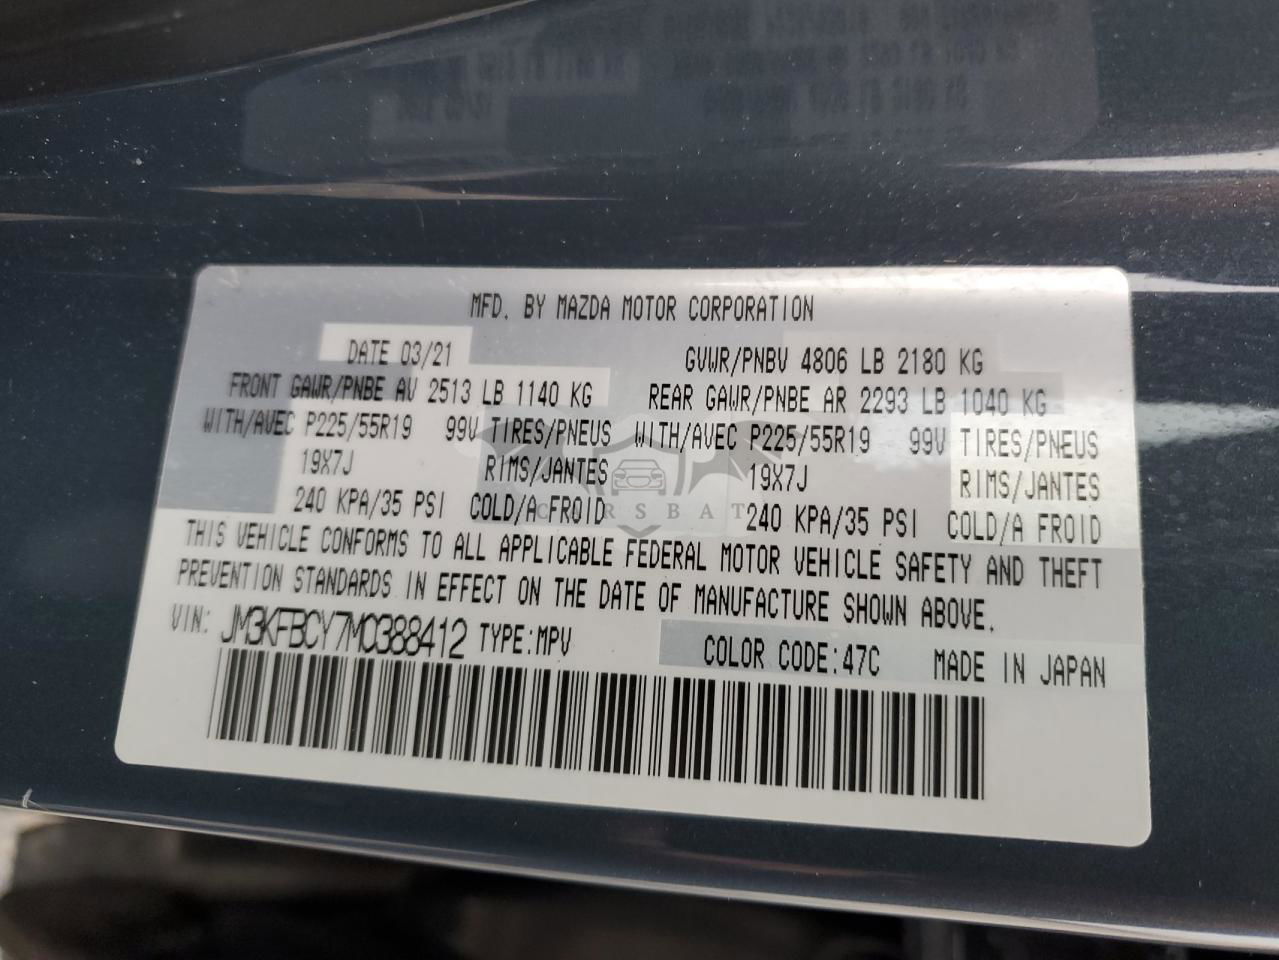 MFD. BY MAZDA MOTOR CORPORATION
DATE 03/21 GVWR/PNBV 4806 LB 2180 KG
FRONT GAWR/PNBE AV 2513 LB 1140 KG REAR GAWR/PNBE AR 2293 LB 1040 KG
WITH/AVEC P225/55R19 99V TIRES/PNEUS WITH/AVEC P225/55R19 99V TIRES/PNEUS
19X7J RIMS/JANTES 19X7J RIMS/JANTES
240 KPA/35 PSI COLD/A FROID 240 KPA/35 PSI COLD/A FROID
CARSBAT
THIS VEHICLE CONFORMS TO ALL APPLICABLE FEDERAL MOTOR VEHICLE SAFETY AND THEFT
PREVENTION STANDARDS IN EFFECT ON THE DATE OF MANUFACTURE SHOWN ABOVE.
VIN: JM3KFBCY7M0388412 TYPE:MPV COLOR CODE:47C MADE IN JAPAN